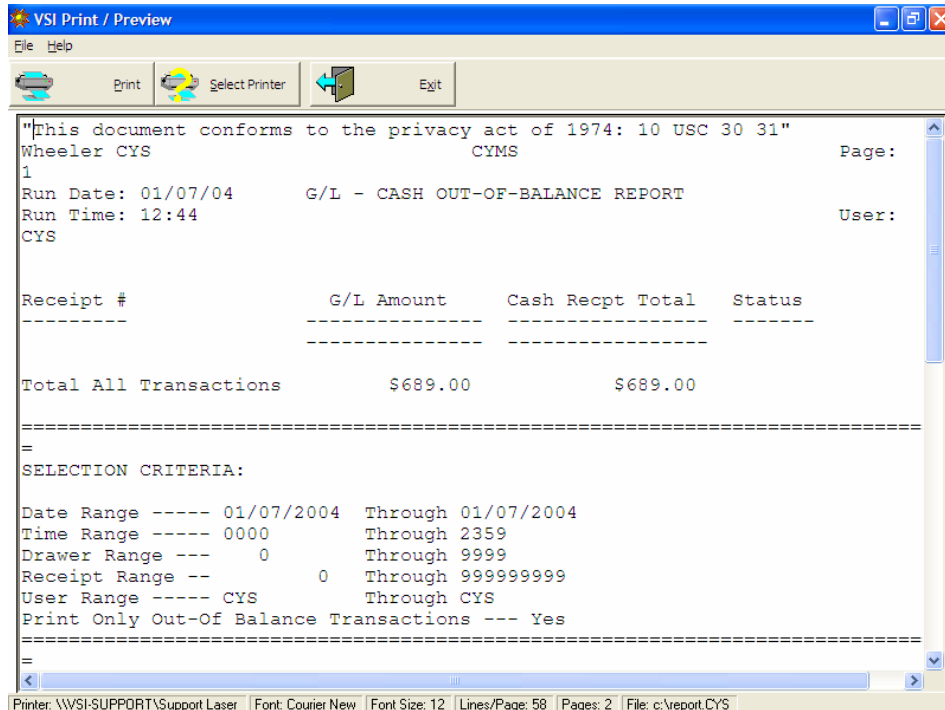 VSI Print / Preview
File Help
Print Select Printer Exit
"This document conforms to the privacy act of 1974: 10 USC 30 31"
Wheeler CYS CYMS Page:
1
Run Date: 01/07/04 G/L - CASH OUT-OF-BALANCE REPORT
Run Time: 12:44 User:
CYS
Receipt # G/L Amount Cash Recpt Total Status
--------- --------------- ----------------- -------
--------------- -----------------
Total All Transactions $689.00 $689.00
=============================================================================
=
SELECTION CRITERIA:
Date Range ----- 01/07/2004 Through 01/07/2004
Time Range ----- 0000 Through 2359
Drawer Range --- 0 Through 9999
Receipt Range -- 0 Through 999999999
User Range ----- CYS Through CYS
Print Only Out-Of Balance Transactions --- Yes
=============================================================================
=
Printer: \\VSI-SUPPORT\Support Laser Font: Courier New Font Size: 12 Lines/Page: 58 Pages: 2 File: c:\report.CYS